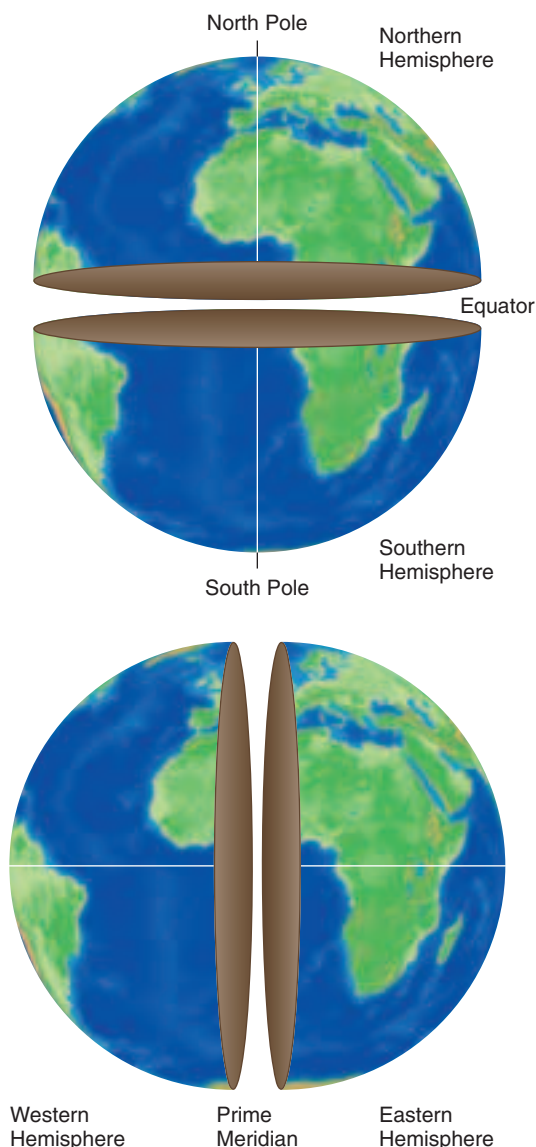 North Pole
Northern
Hemisphere
Equator
Southern
Hemisphere
South Pole
Western
Hemisphere
Prime
Meridian
Eastern
Hemisphere